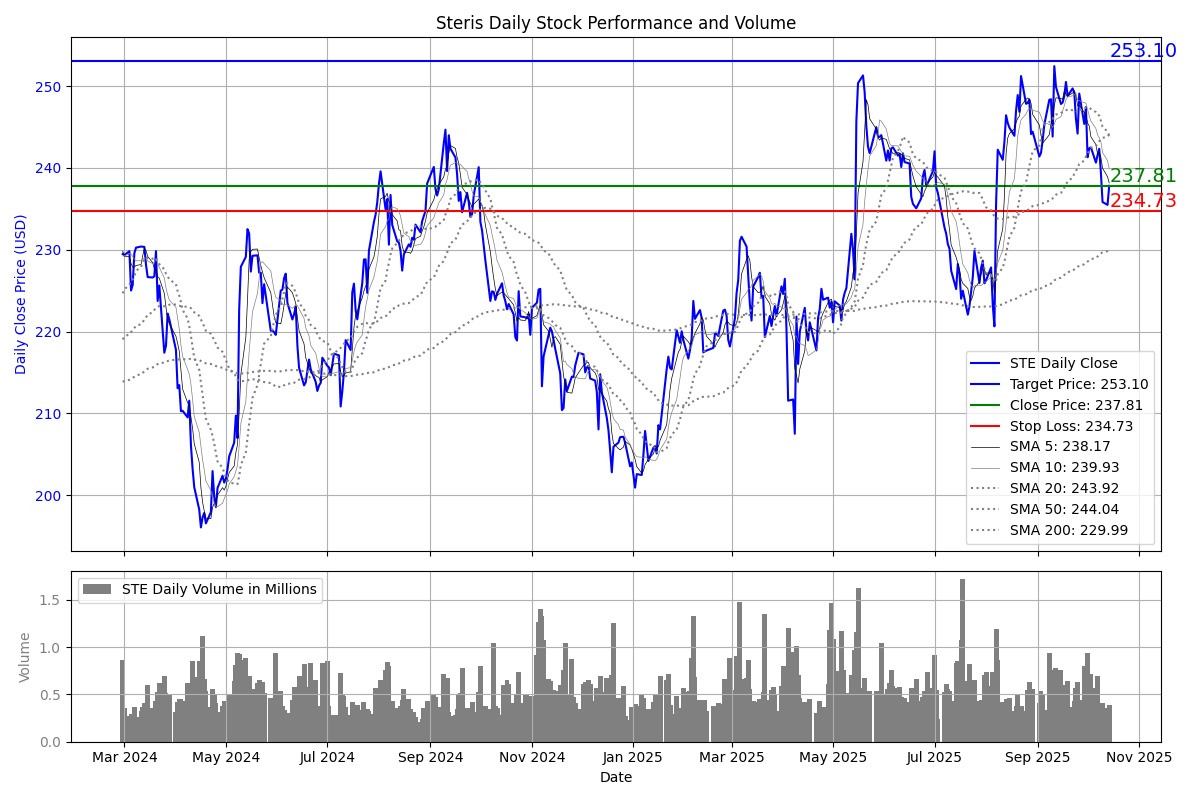 Steris Daily Stock Performance and Volume
253.10
250
240
237.81
234.73
230
220
210
200
Daily Close Price (USD)
STE Daily Close
Target Price: 253.10
Close Price: 237.81
Stop Loss: 234.73
SMA 5: 238.17
SMA 10: 239.93
SMA 20: 243.92
SMA 50: 244.04
SMA 200: 229.99
STE Daily Volume in Millions
1.5
1.0
0.5
0.0
Volume
Mar 2024 May 2024 Jul 2024 Sep 2024 Nov 2024 Jan 2025 Mar 2025 May 2025 Jul 2025 Sep 2025 Nov 2025
Date